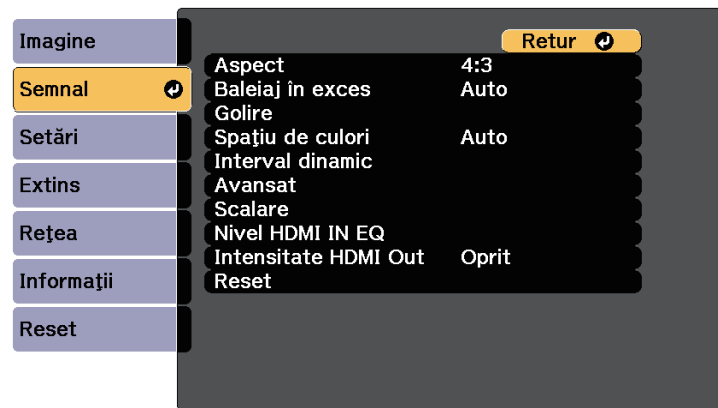 Imagine
Semnal
Setări
Extins
Reţea
Informaţii
Reset
Retur
Aspect 4:3
Baleiaj în exces Auto
Golire
Spaţiu de culori Auto
Interval dinamic
Avansat
Scalare
Nivel HDMI IN EQ
Intensitate HDMI Out Oprit
Reset